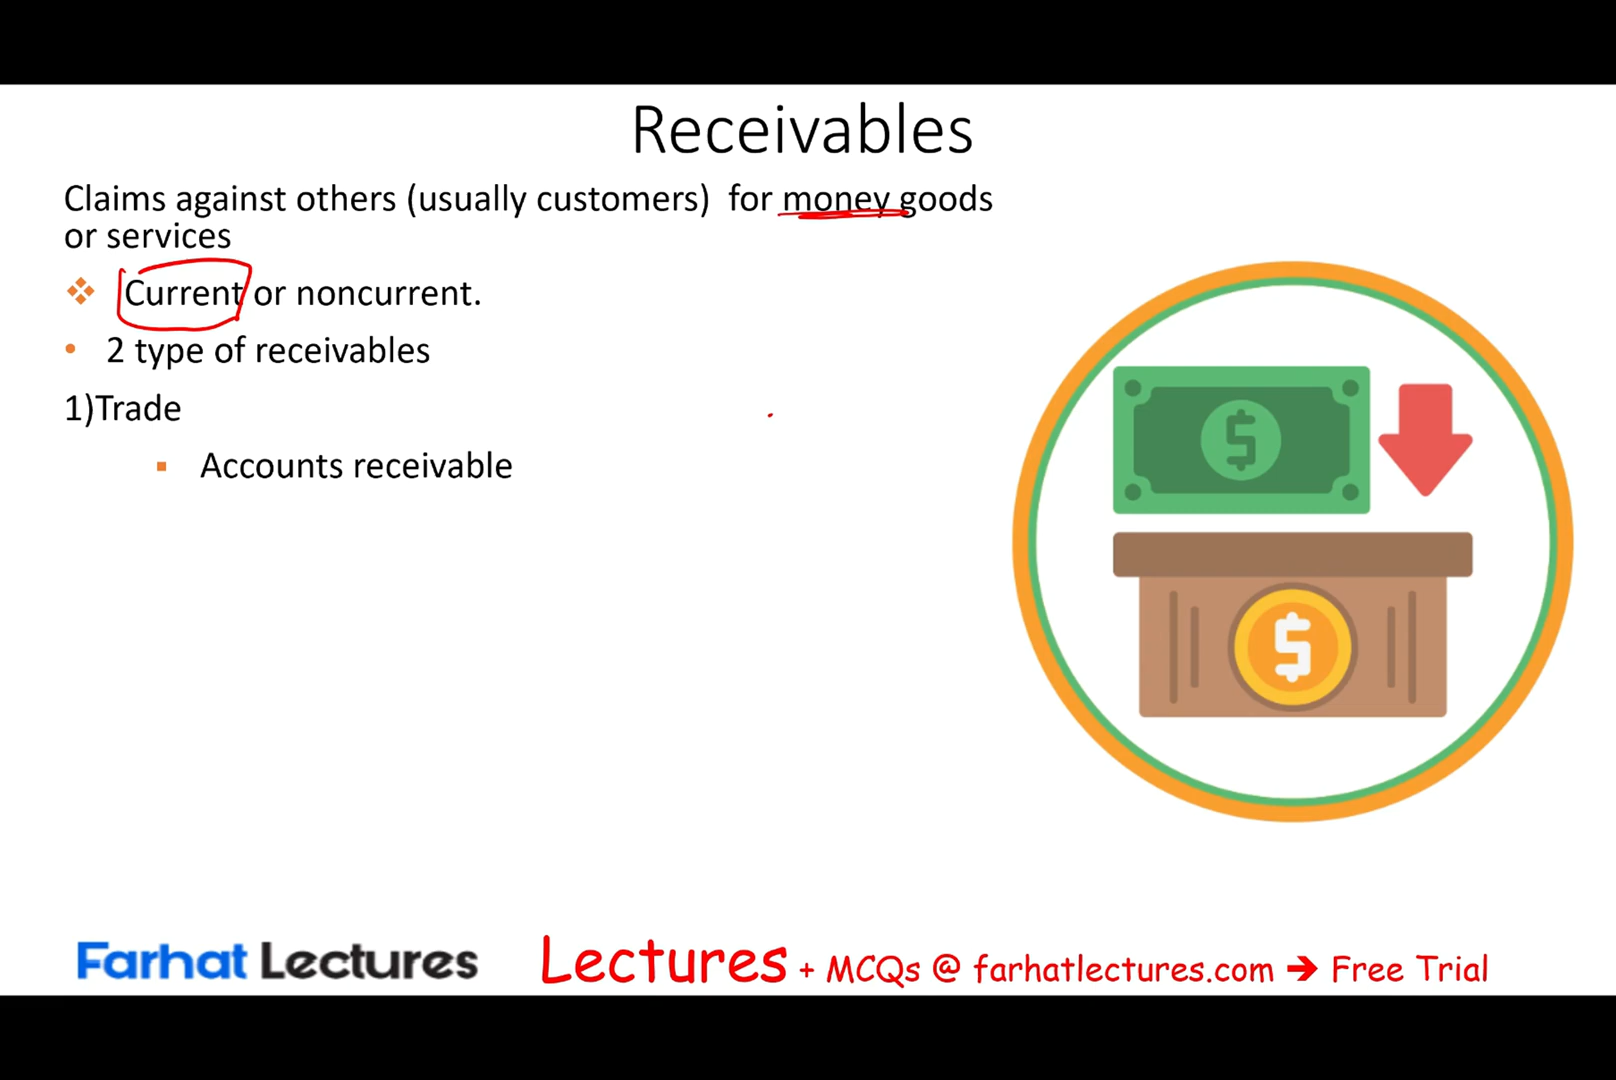 Receivables
Claims against others (usually customers) for money goods
or services
❖ Current or noncurrent.
• 2 type of receivables
1)Trade
▪ Accounts receivable
$
$
Farhat Lectures
Lectures + MCQs @ farhatlectures.com ➔ Free Trial